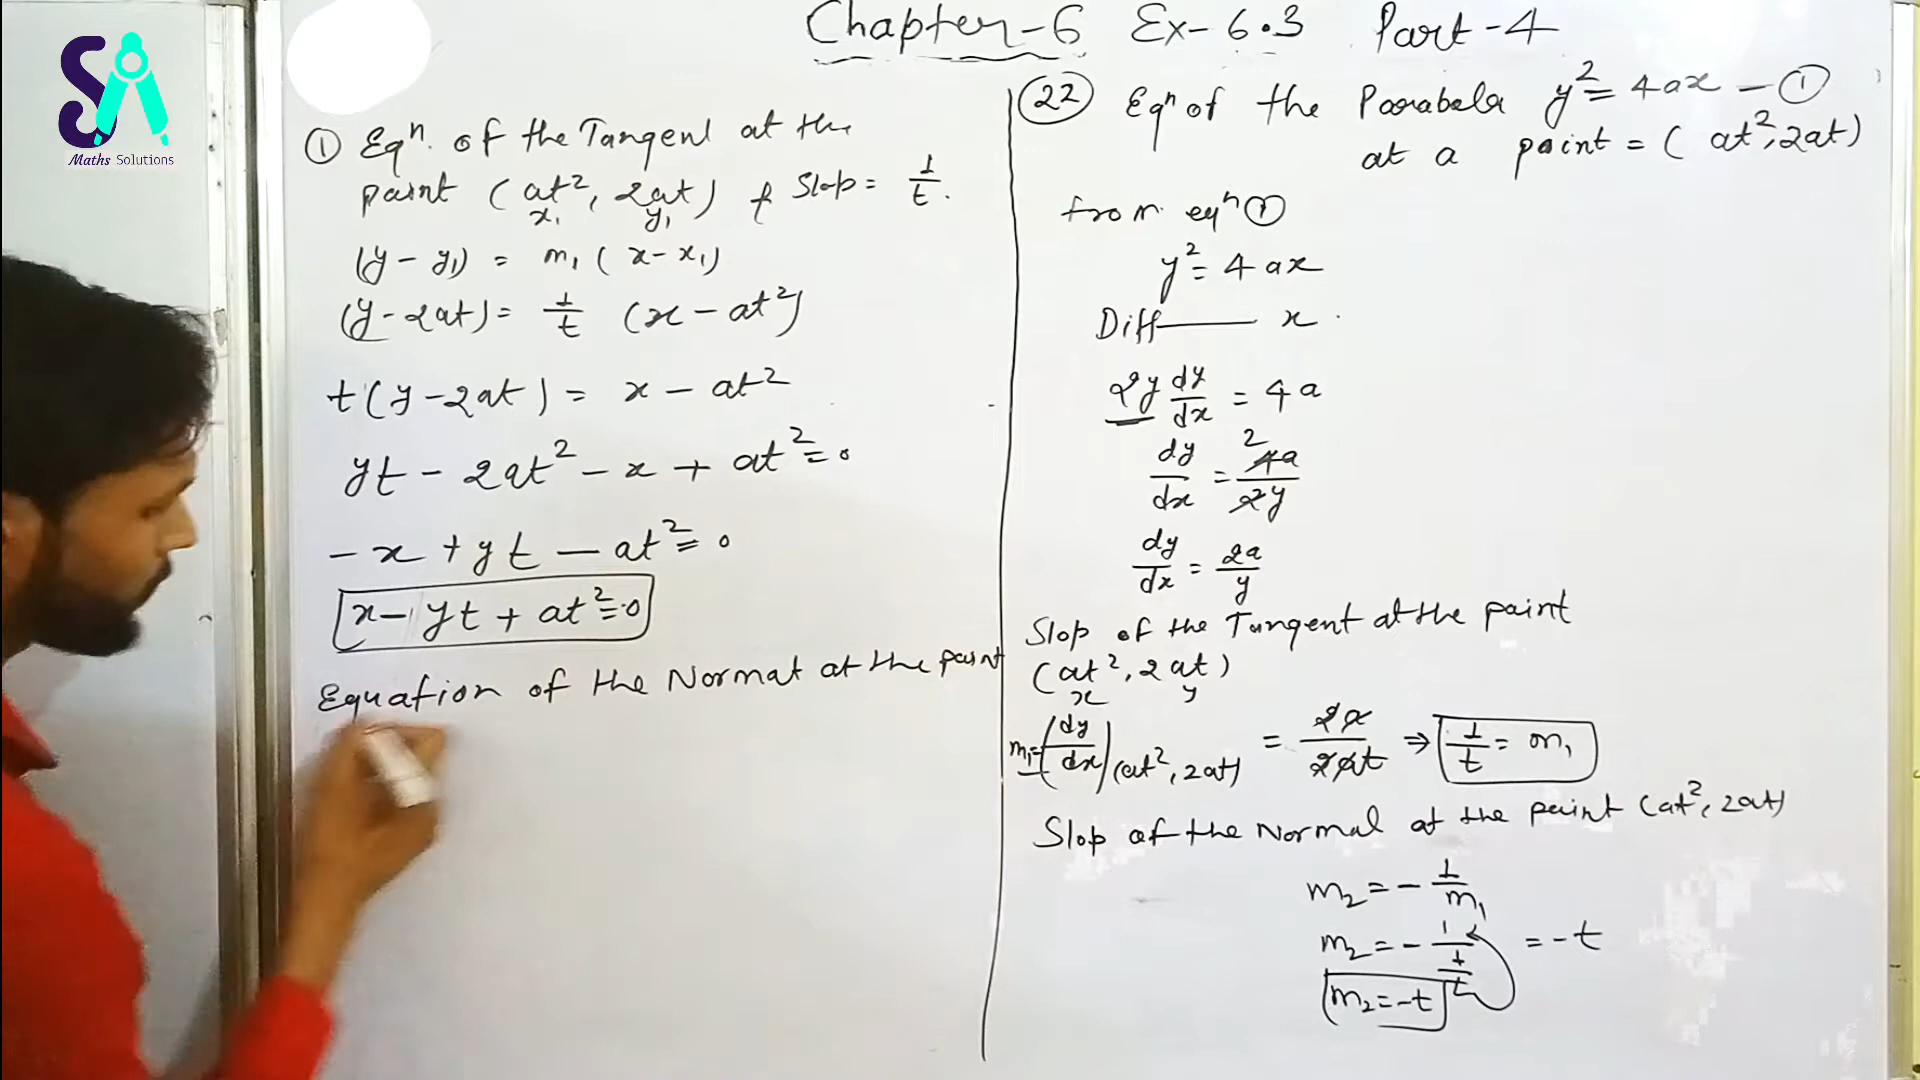 SA
Maths Solutions
Chapter-6 Ex-6.3 Part-4
① Eqⁿ. of the Tangent at the
point (at², 2at) & Slop = 1/t.
x₁ y₁
(y - y₁) = m₁ (x - x₁)
(y - 2at) = 1/t (x - at²)
t(y - 2at) = x - at²
yt - 2at² - x + at² = 0
- x + yt - at² = 0
x - yt + at² = 0
Equation of the Normal at the point
㉒ Eqⁿ of the Parabola y² = 4ax - ①
at a point = (at², 2at)
from eqⁿ ①
y² = 4ax
Diff—— x.
2y dy/dx = 4a
dy/dx = 4a/2y 2
dy/dx = 2a/y
Slop of the Tangent at the point
(at², 2at)
x y
m₁ = (dy/dx)(at², 2at) = 2a/2at ⇒ 1/t = m₁
Slop of the Normal at the point (at², 2at)
m₂ = - 1/m₁
m₂ = - 1/(1/t) = -t
m₂ = -t